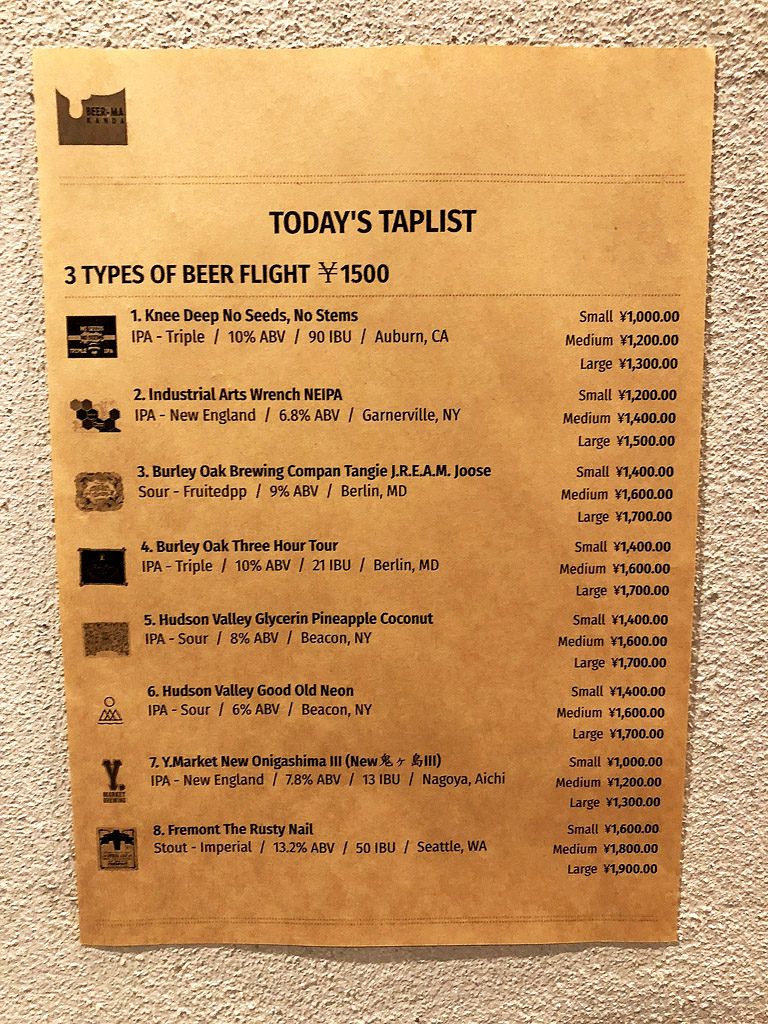 BEER-MA
KANDA
TODAY'S TAPLIST
3 TYPES OF BEER FLIGHT ¥1500
1. Knee Deep No Seeds, No Stems
IPA - Triple / 10% ABV / 90 IBU / Auburn, CA
Small ¥1,000.00
Medium ¥1,200.00
Large ¥1,300.00
NO SEEDS
NO STEMS
TRIPLE IPA
2. Industrial Arts Wrench NEIPA
IPA - New England / 6.8% ABV / Garnerville, NY
Small ¥1,200.00
Medium ¥1,400.00
Large ¥1,500.00
3. Burley Oak Brewing Compan Tangie J.R.E.A.M. Joose
Sour - Fruitedpp / 9% ABV / Berlin, MD
Small ¥1,400.00
Medium ¥1,600.00
Large ¥1,700.00
4. Burley Oak Three Hour Tour
IPA - Triple / 10% ABV / 21 IBU / Berlin, MD
Small ¥1,400.00
Medium ¥1,600.00
Large ¥1,700.00
5. Hudson Valley Glycerin Pineapple Coconut
IPA - Sour / 8% ABV / Beacon, NY
Small ¥1,400.00
Medium ¥1,600.00
Large ¥1,700.00
6. Hudson Valley Good Old Neon
IPA - Sour / 6% ABV / Beacon, NY
Small ¥1,400.00
Medium ¥1,600.00
Large ¥1,700.00
7. Y.Market New Onigashima III (New鬼ヶ島III)
IPA - New England / 7.8% ABV / 13 IBU / Nagoya, Aichi
Small ¥1,000.00
Medium ¥1,200.00
Large ¥1,300.00
Y.
MARKET
BREWING
8. Fremont The Rusty Nail
Stout - Imperial / 13.2% ABV / 50 IBU / Seattle, WA
Small ¥1,600.00
Medium ¥1,800.00
Large ¥1,900.00